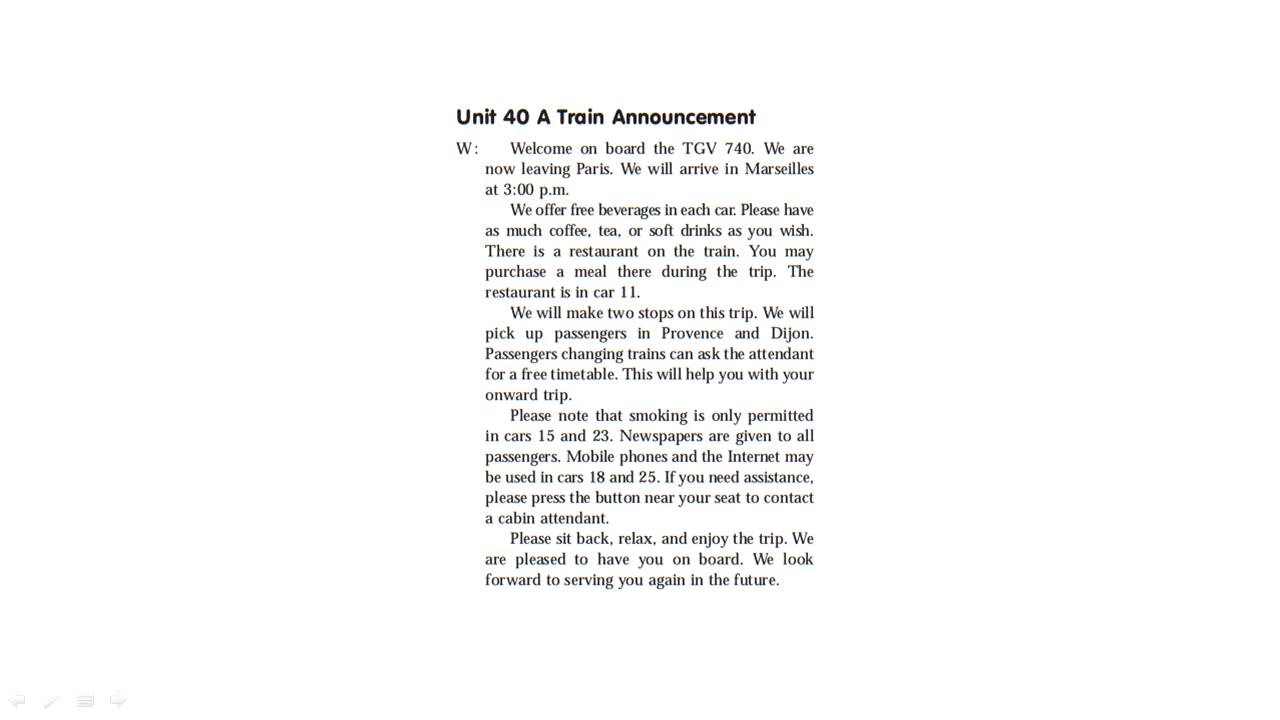 Unit 40 A Train Announcement
W: Welcome on board the TGV 740. We are
now leaving Paris. We will arrive in Marseilles
at 3:00 p.m.
We offer free beverages in each car. Please have
as much coffee, tea, or soft drinks as you wish.
There is a restaurant on the train. You may
purchase a meal there during the trip. The
restaurant is in car 11.
We will make two stops on this trip. We will
pick up passengers in Provence and Dijon.
Passengers changing trains can ask the attendant
for a free timetable. This will help you with your
onward trip.
Please note that smoking is only permitted
in cars 15 and 23. Newspapers are given to all
passengers. Mobile phones and the Internet may
be used in cars 18 and 25. If you need assistance,
please press the button near your seat to contact
a cabin attendant.
Please sit back, relax, and enjoy the trip. We
are pleased to have you on board. We look
forward to serving you again in the future.